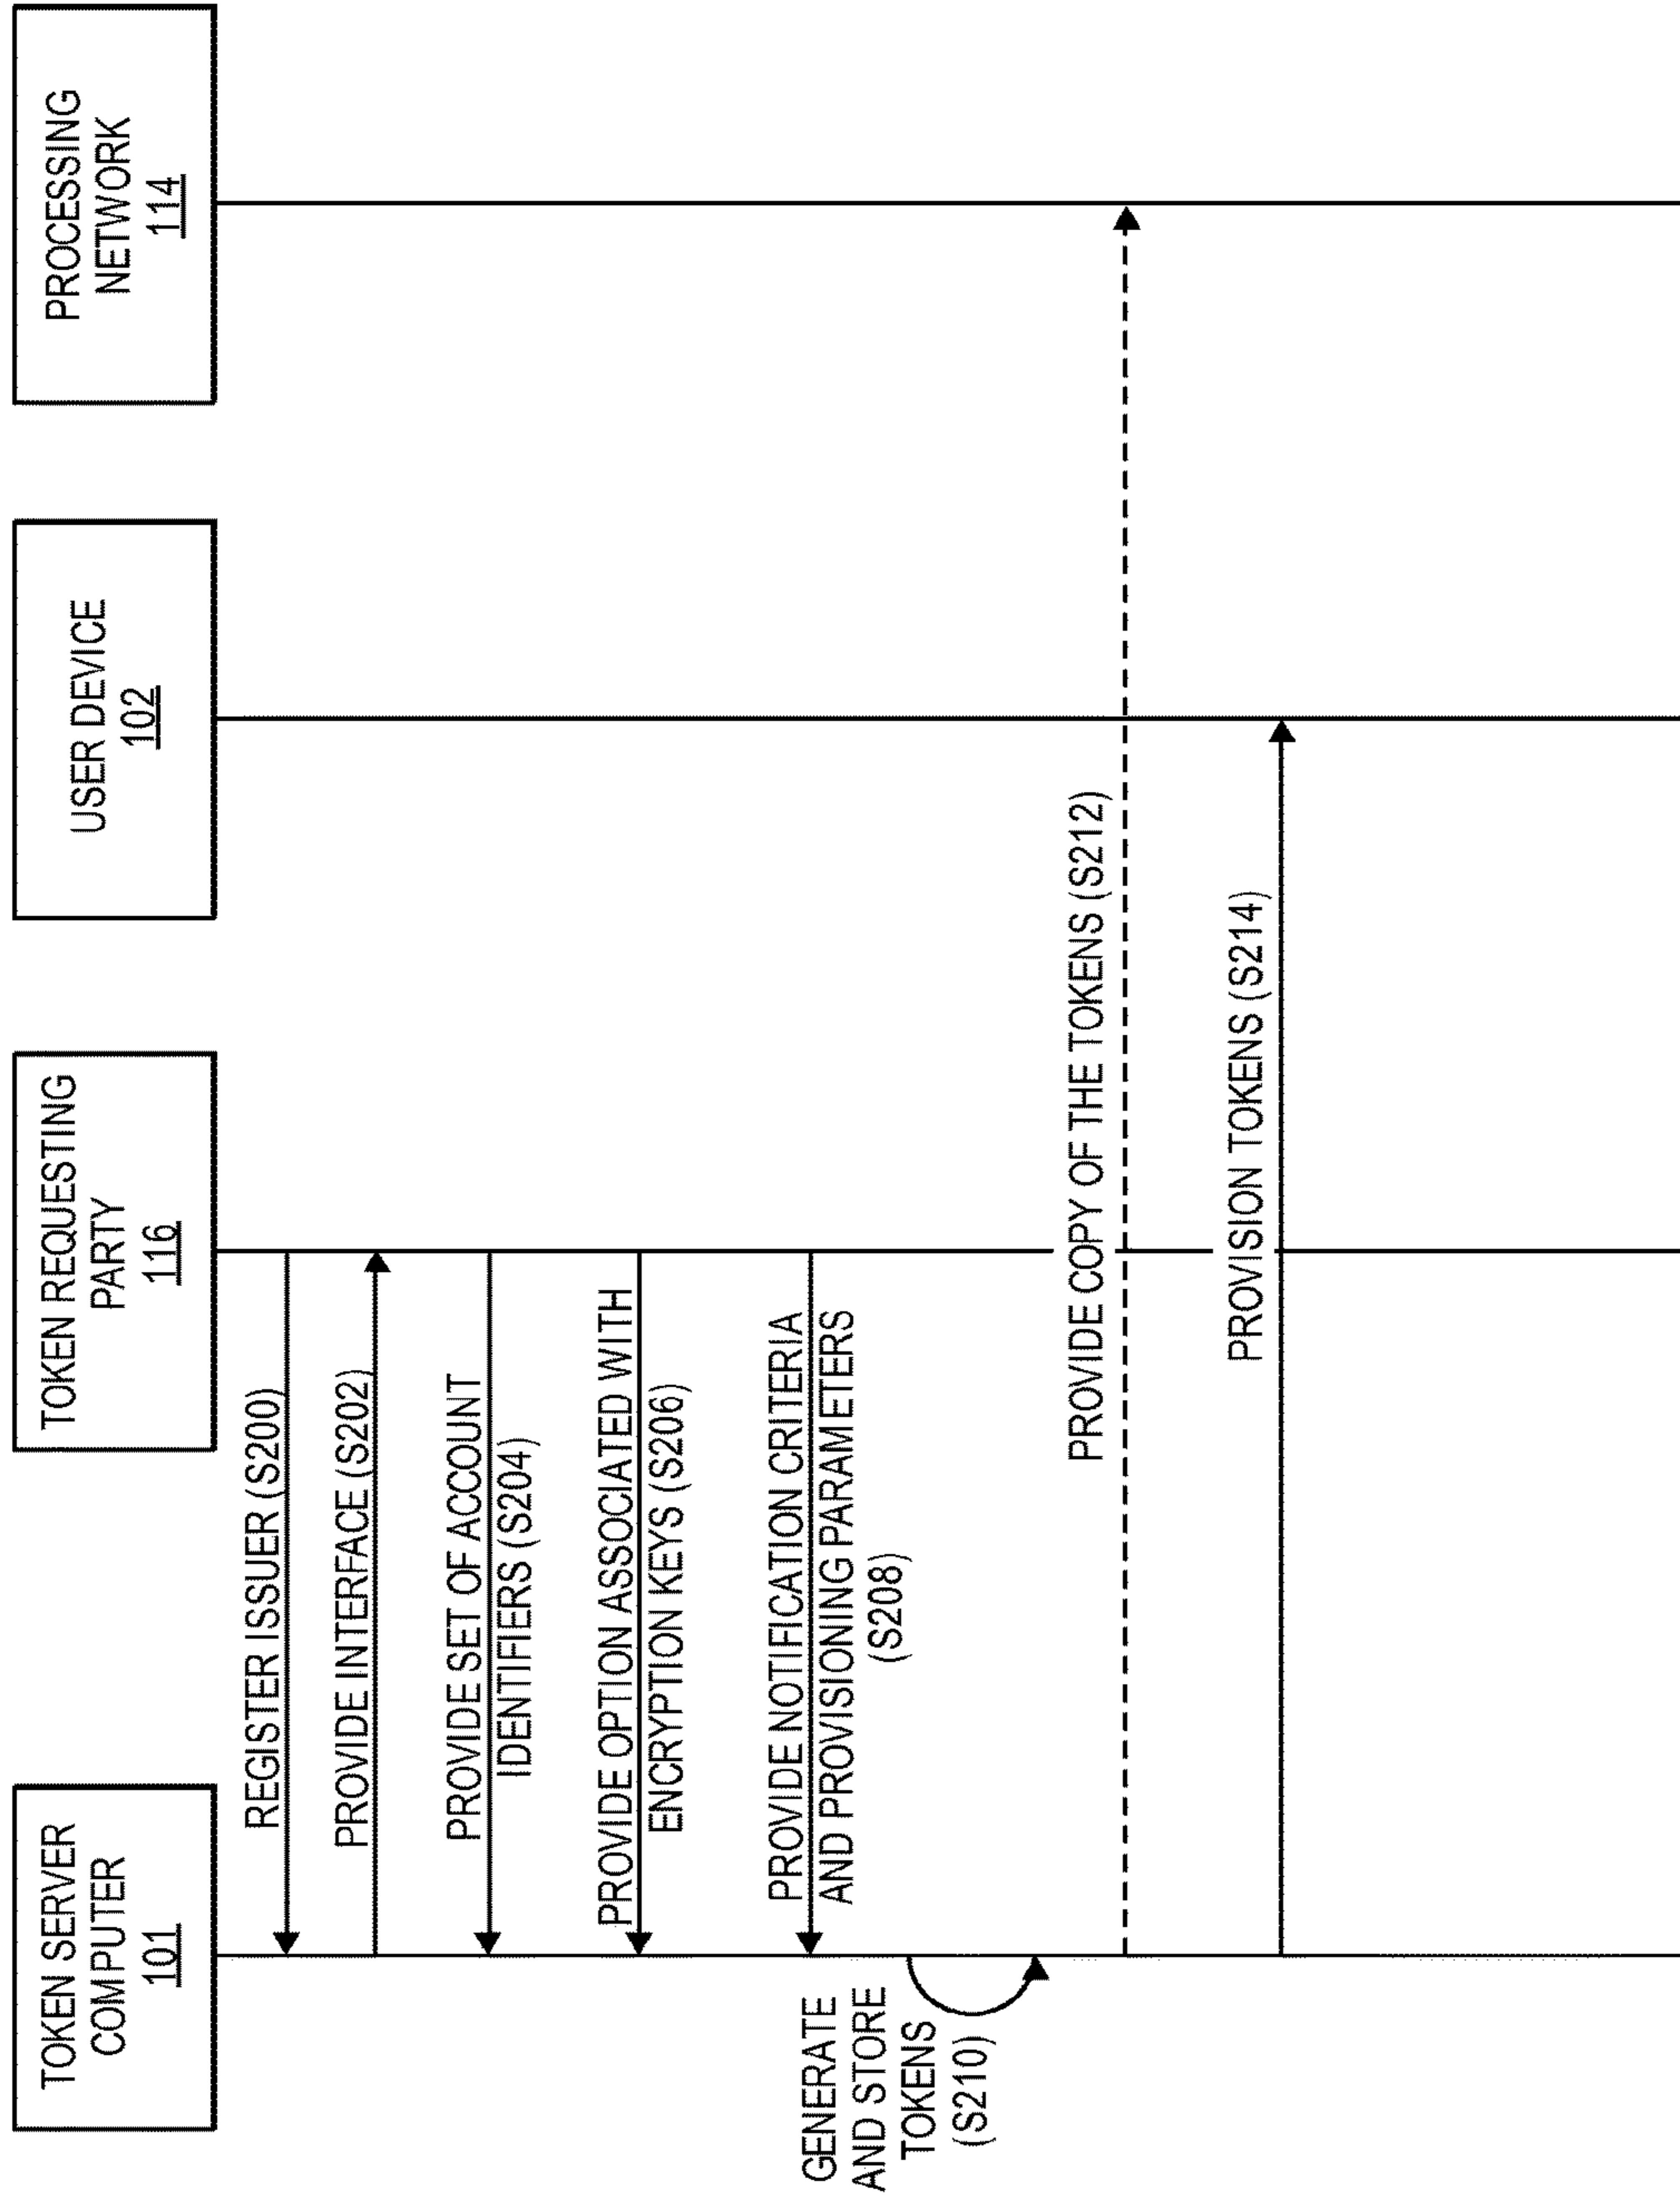 TOKEN SERVER
COMPUTER
101
TOKEN REQUESTING
PARTY
116
USER DEVICE
102
PROCESSING
NETWORK
114
REGISTER ISSUER (S200)
PROVIDE INTERFACE (S202)
PROVIDE SET OF ACCOUNT
IDENTIFIERS (S204)
PROVIDE OPTION ASSOCIATED WITH
ENCRYPTION KEYS (S206)
PROVIDE NOTIFICATION CRITERIA
AND PROVISIONING PARAMETERS
(S208)
GENERATE
AND STORE
TOKENS
(S210)
PROVIDE COPY OF THE TOKENS (S212)
PROVISION TOKENS (S214)